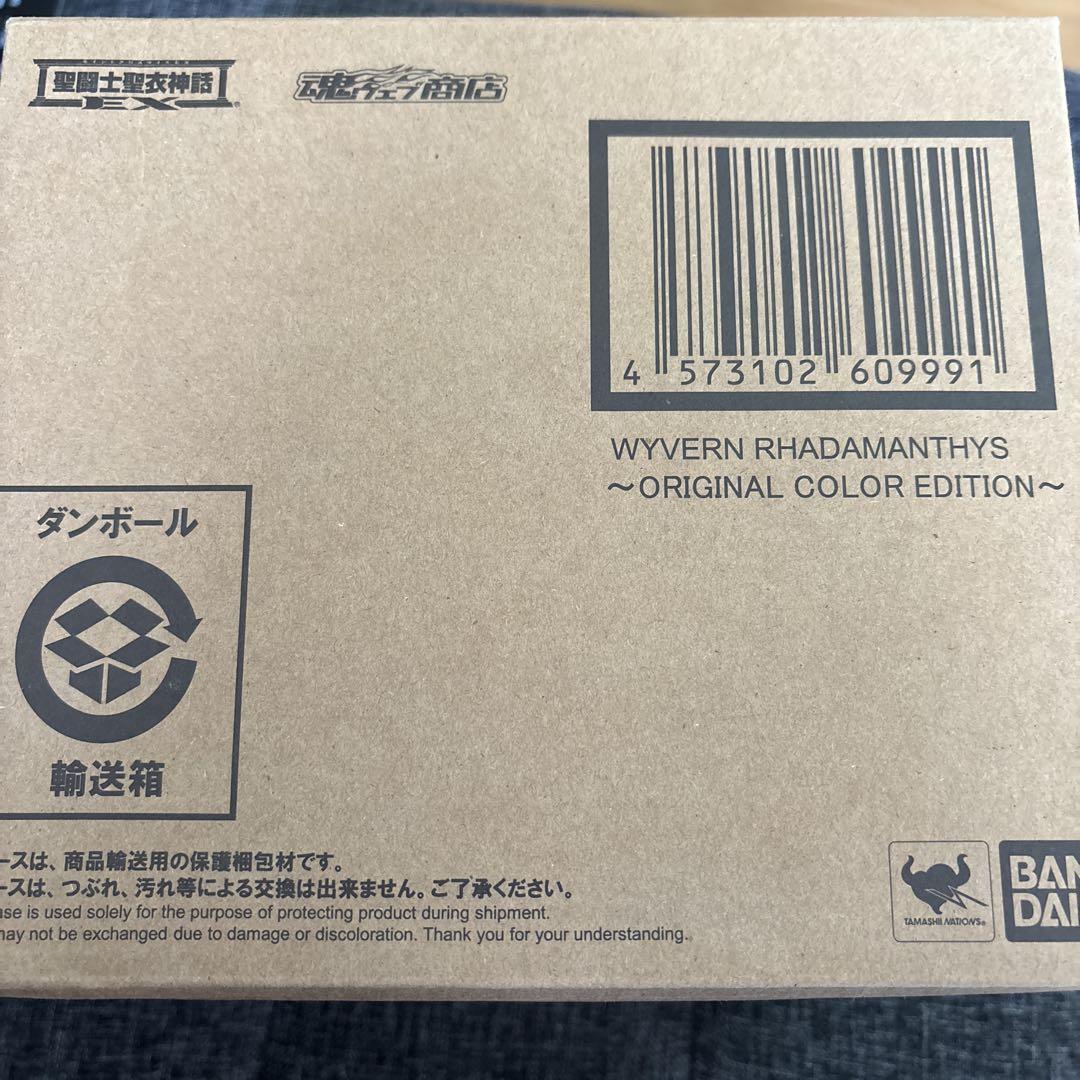 聖闘士聖衣神話
EX
魂ウェブ商店
4 573102 609991
WYVERN RHADAMANTHYS
～ORIGINAL COLOR EDITION～
ダンボール
輸送箱
ースは、商品輸送用の保護梱包材です。
ースは、つぶれ、汚れ等による交換は出来ません。ご了承ください。
ase is used solely for the purpose of protecting product during shipment.
may not be exchanged due to damage or discoloration. Thank you for your understanding.
TAMASHII NATIONS
BAN
DAI